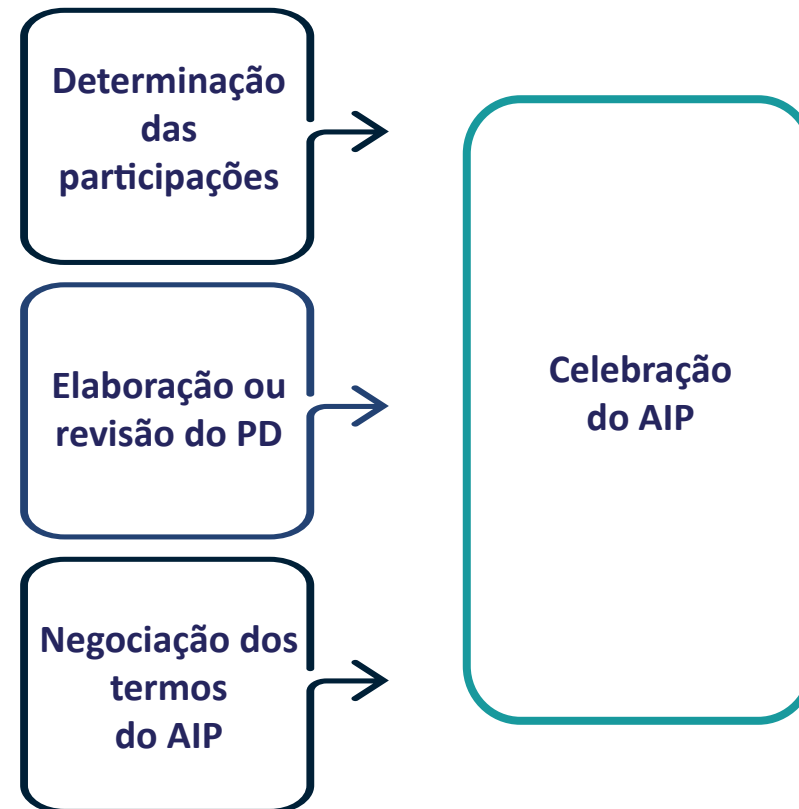 Determinação
das
participações
Elaboração ou
revisão do PD
Negociação dos
termos
do AIP
Celebração
do AIP